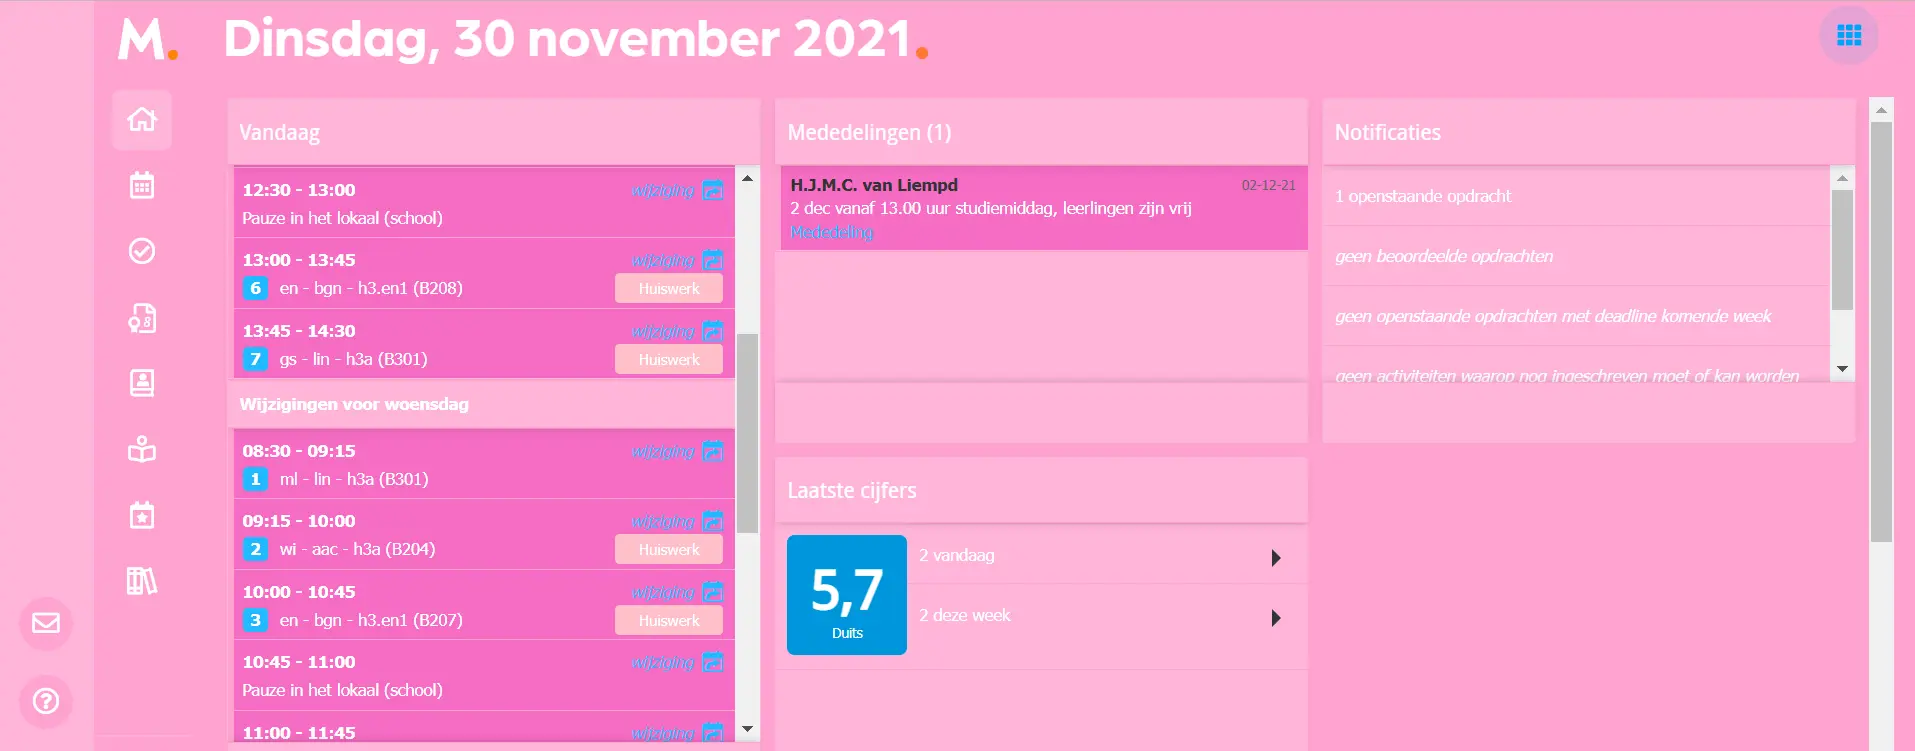 M.
Dinsdag, 30 november 2021.
Vandaag
12:30 - 13:00 wijziging
Pauze in het lokaal (school)
13:00 - 13:45 wijziging
6 en - bgn - h3.en1 (B208) Huiswerk
13:45 - 14:30 wijziging
7 gs - lin - h3a (B301) Huiswerk
Wijzigingen voor woensdag
08:30 - 09:15 wijziging
1 ml - lin - h3a (B301)
09:15 - 10:00 wijziging
2 wi - aac - h3a (B204) Huiswerk
10:00 - 10:45 wijziging
3 en - bgn - h3.en1 (B207) Huiswerk
10:45 - 11:00 wijziging
Pauze in het lokaal (school)
11:00 - 11:45 wijziging
Mededelingen (1)
H.J.M.C. van Liempd 02-12-21
2 dec vanaf 13.00 uur studiemiddag, leerlingen zijn vrij
Mededeling
Laatste cijfers
5,7
Duits
2 vandaag
2 deze week
Notificaties
1 openstaande opdracht
geen beoordeelde opdrachten
geen openstaande opdrachten met deadline komende week
geen activiteiten waarop nog ingeschreven moet of kan worden